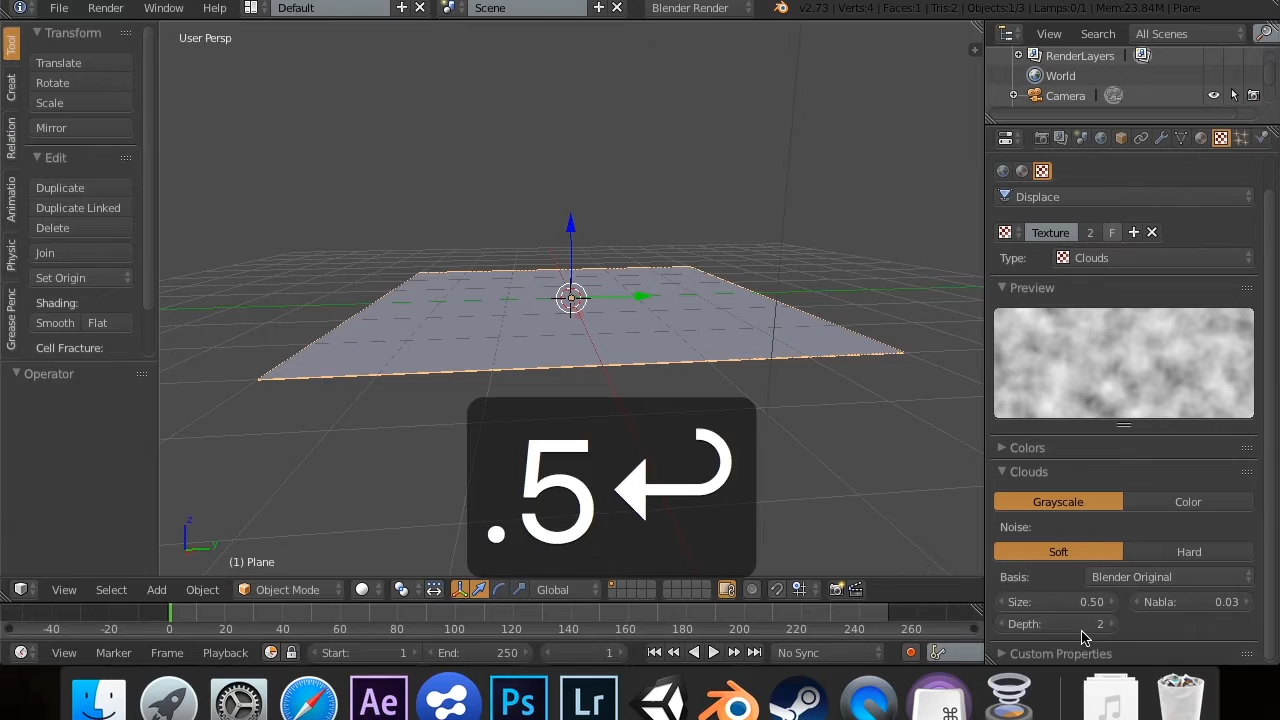 File Render Window Help Default Scene Blender Render v2.73 | Verts:4 | Faces:1 | Tris:2 | Objects:1/3 | Lamps:0/1 | Mem:23.84M | Plane
Tool
Creat
Relation
Animatio
Physic
Grease Penc
Transform
Translate
Rotate
Scale
Mirror
Edit
Duplicate
Duplicate Linked
Delete
Join
Set Origin
Shading:
Smooth Flat
Cell Fracture:
Operator
User Persp
z
y
(1) Plane
.5
View Select Add Object Object Mode Global
-40 -20 0 20 40 60 80 100 120 140 160 180 200 220 240 260
View Marker Frame Playback Start: 1 End: 250 1 No Sync
View Search All Scenes
RenderLayers
World
Camera
Displace
Texture 2 F
Type: Clouds
Preview
Colors
Clouds
Grayscale Color
Noise:
Soft Hard
Basis: Blender Original
Size: 0.50 Nabla: 0.03
Depth: 2
Custom Properties
Ae Ps Lr